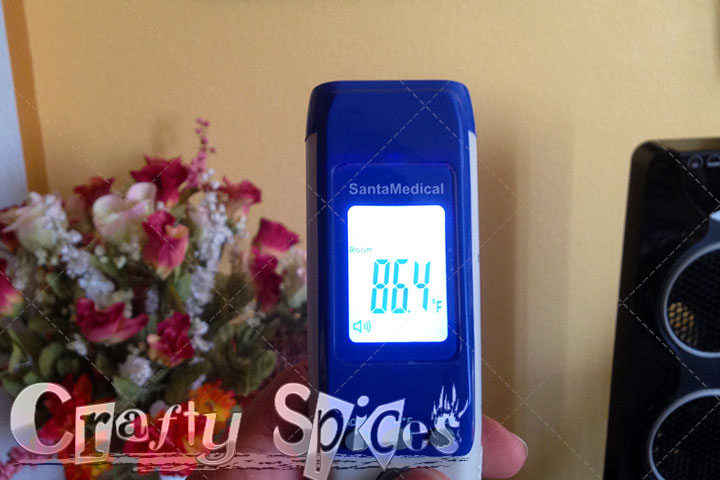 SantaMedical
Room
86.4 °F
Crafty Spices